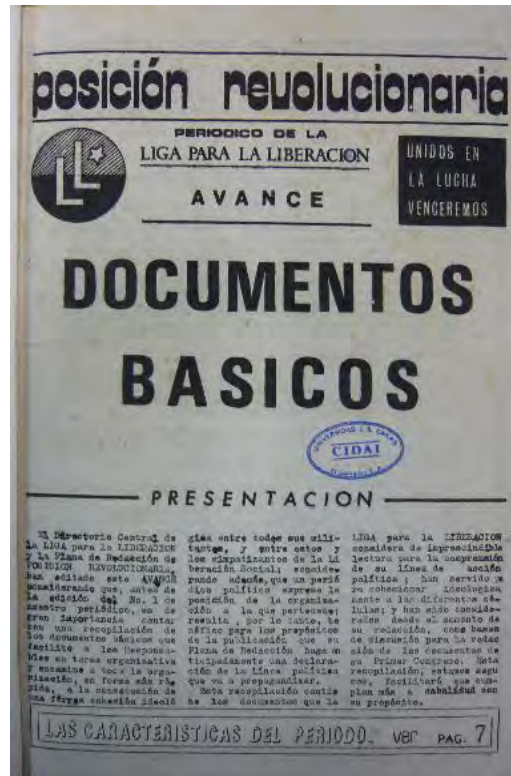 posición revolucionaria
PERIODICO DE LA
LIGA PARA LA LIBERACION
AVANCE
LL
UNIDOS EN
LA LUCHA
VENCEREMOS
DOCUMENTOS
BASICOS
UNIVERSIDAD J. S. CAÑAS
CIDAI
PRESENTACION
El Directorio Central de
la LIGA para la LIBERACION
y la Plana de Redacción de
POSICION REVOLUCIONARIA
han editado este AVANCE
considerando que, antes de
la edición del No. 1 de
nuestro periódico, es de
gran importancia contar
con una recopilación de
los documentos básicos que
facilite a los Responsa-
bles su tarea organizativa
y encamine a toda la orga-
nización, en forma más rá-
pida, a la consecución de
una férrea cohesión ideoló
gica entre todos sus mili-
tantes, y entre estos y
los simpatizantes de la Li
beración Social; conside-
rando además, que un perió
dico político expresa la
posición de la organiza-
ción a la que pertenece;
resulta, por lo tanto, be
néfico para los propósitos
de la publicación que su
Plana de Redacción haga an
ticipadamente una declara-
ción de la Línea política
que va a propagandizar.
Esta recopilación contie
ne los documentos que la
LIGA para la LIBERACION
considera de imprescindible
lectura para la comprensión
de su línea de acción
política; han servido pa
ra cohesionar ideológica
mente a las diferentes cé-
lulas; y han sido conside-
rados desde el momento de
su redacción, como bases
de discusión para la redac
ción de los documentos de
su Primer Congreso. Esta
recopilación, estamos segu
ros, facilitará que cum-
plan más a cabalidad con
su propósito.
LAS CARACTERISTICAS DEL PERIODO. ver PAG. 7